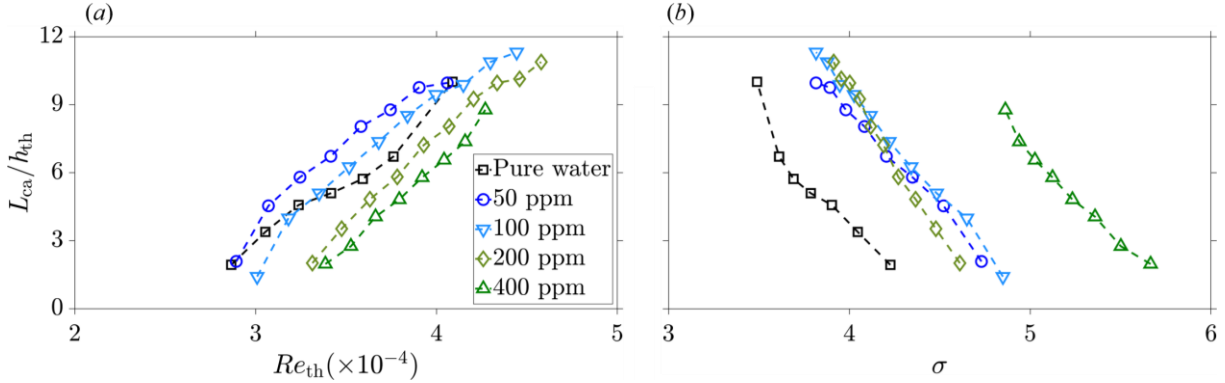 (a)
(b)
12
9
6
3
0
L_ca/h_th
Pure water
50 ppm
100 ppm
200 ppm
400 ppm
2 3 4 5
3 4 5 6
Re_th(×10^−4)
σ